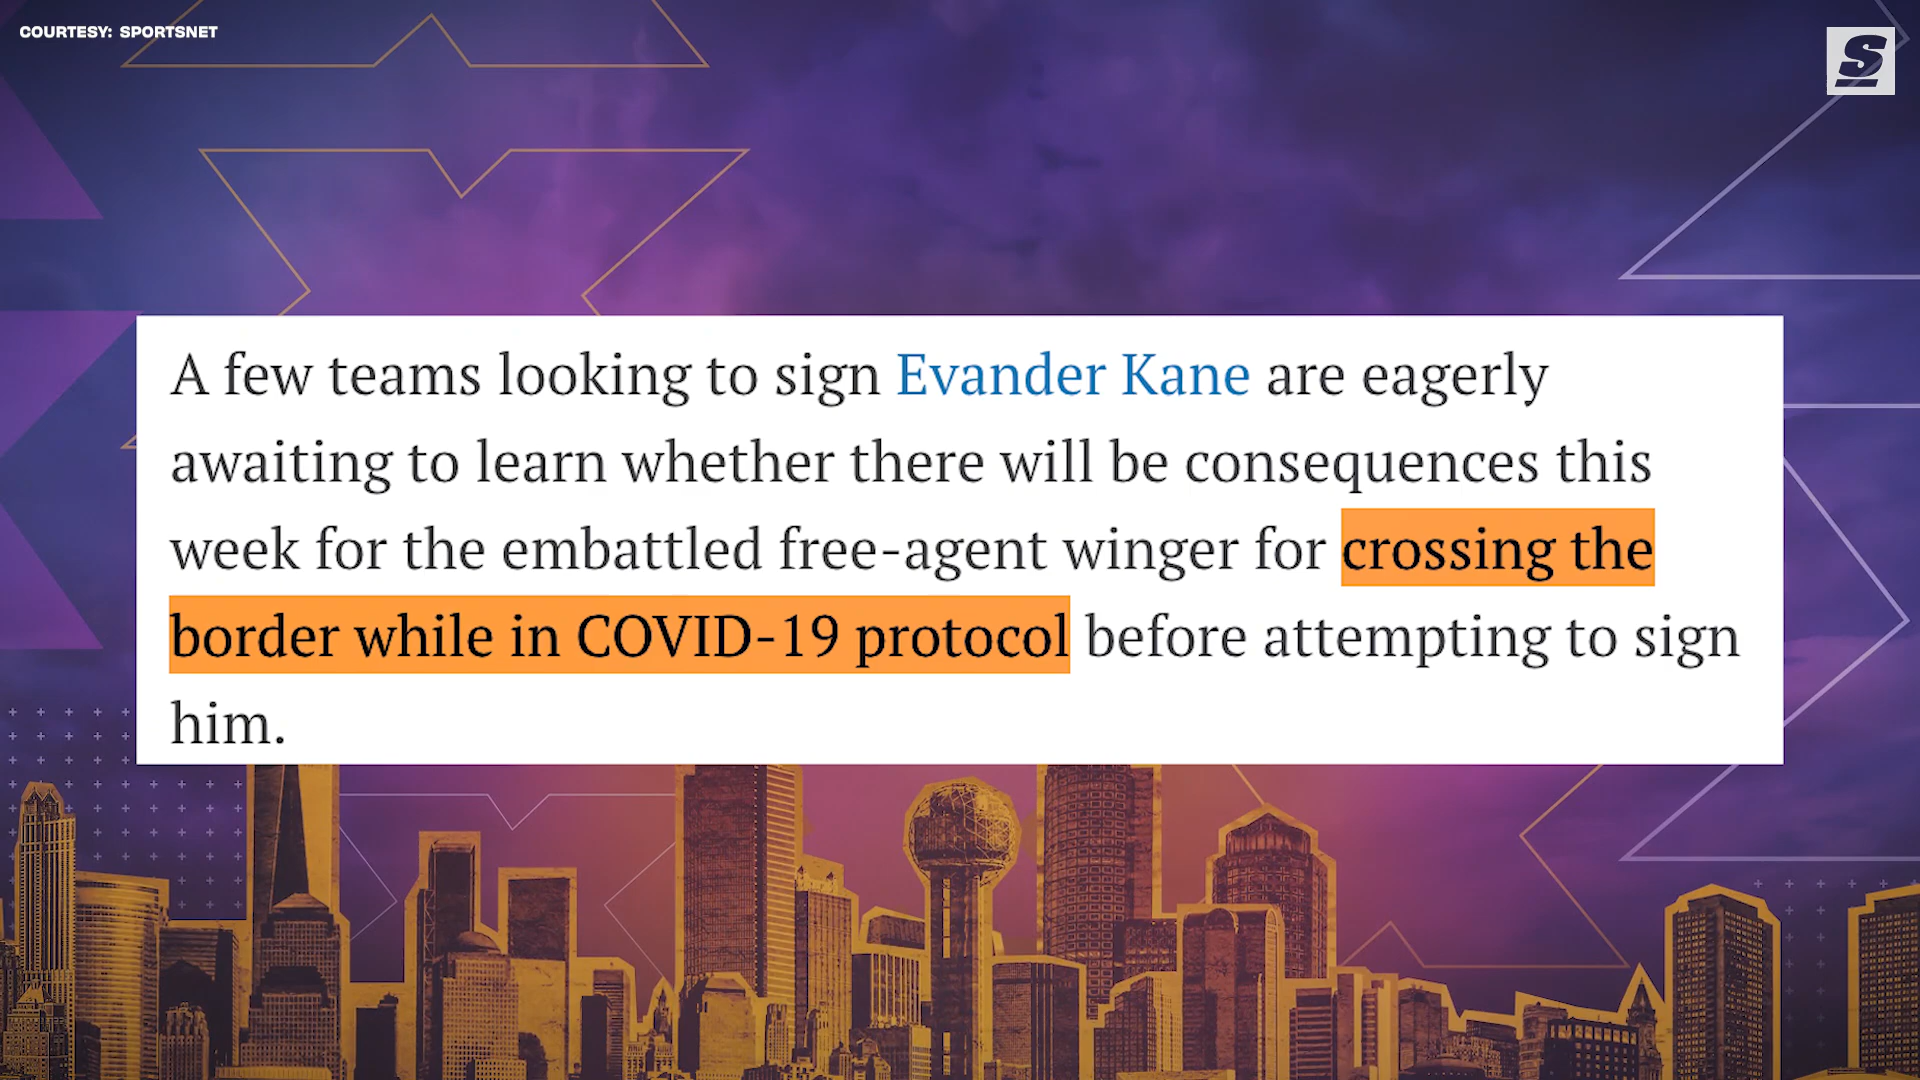 COURTESY: SPORTSNET
S
A few teams looking to sign Evander Kane are eagerly
awaiting to learn whether there will be consequences this
week for the embattled free-agent winger for crossing the
border while in COVID-19 protocol before attempting to sign
him.